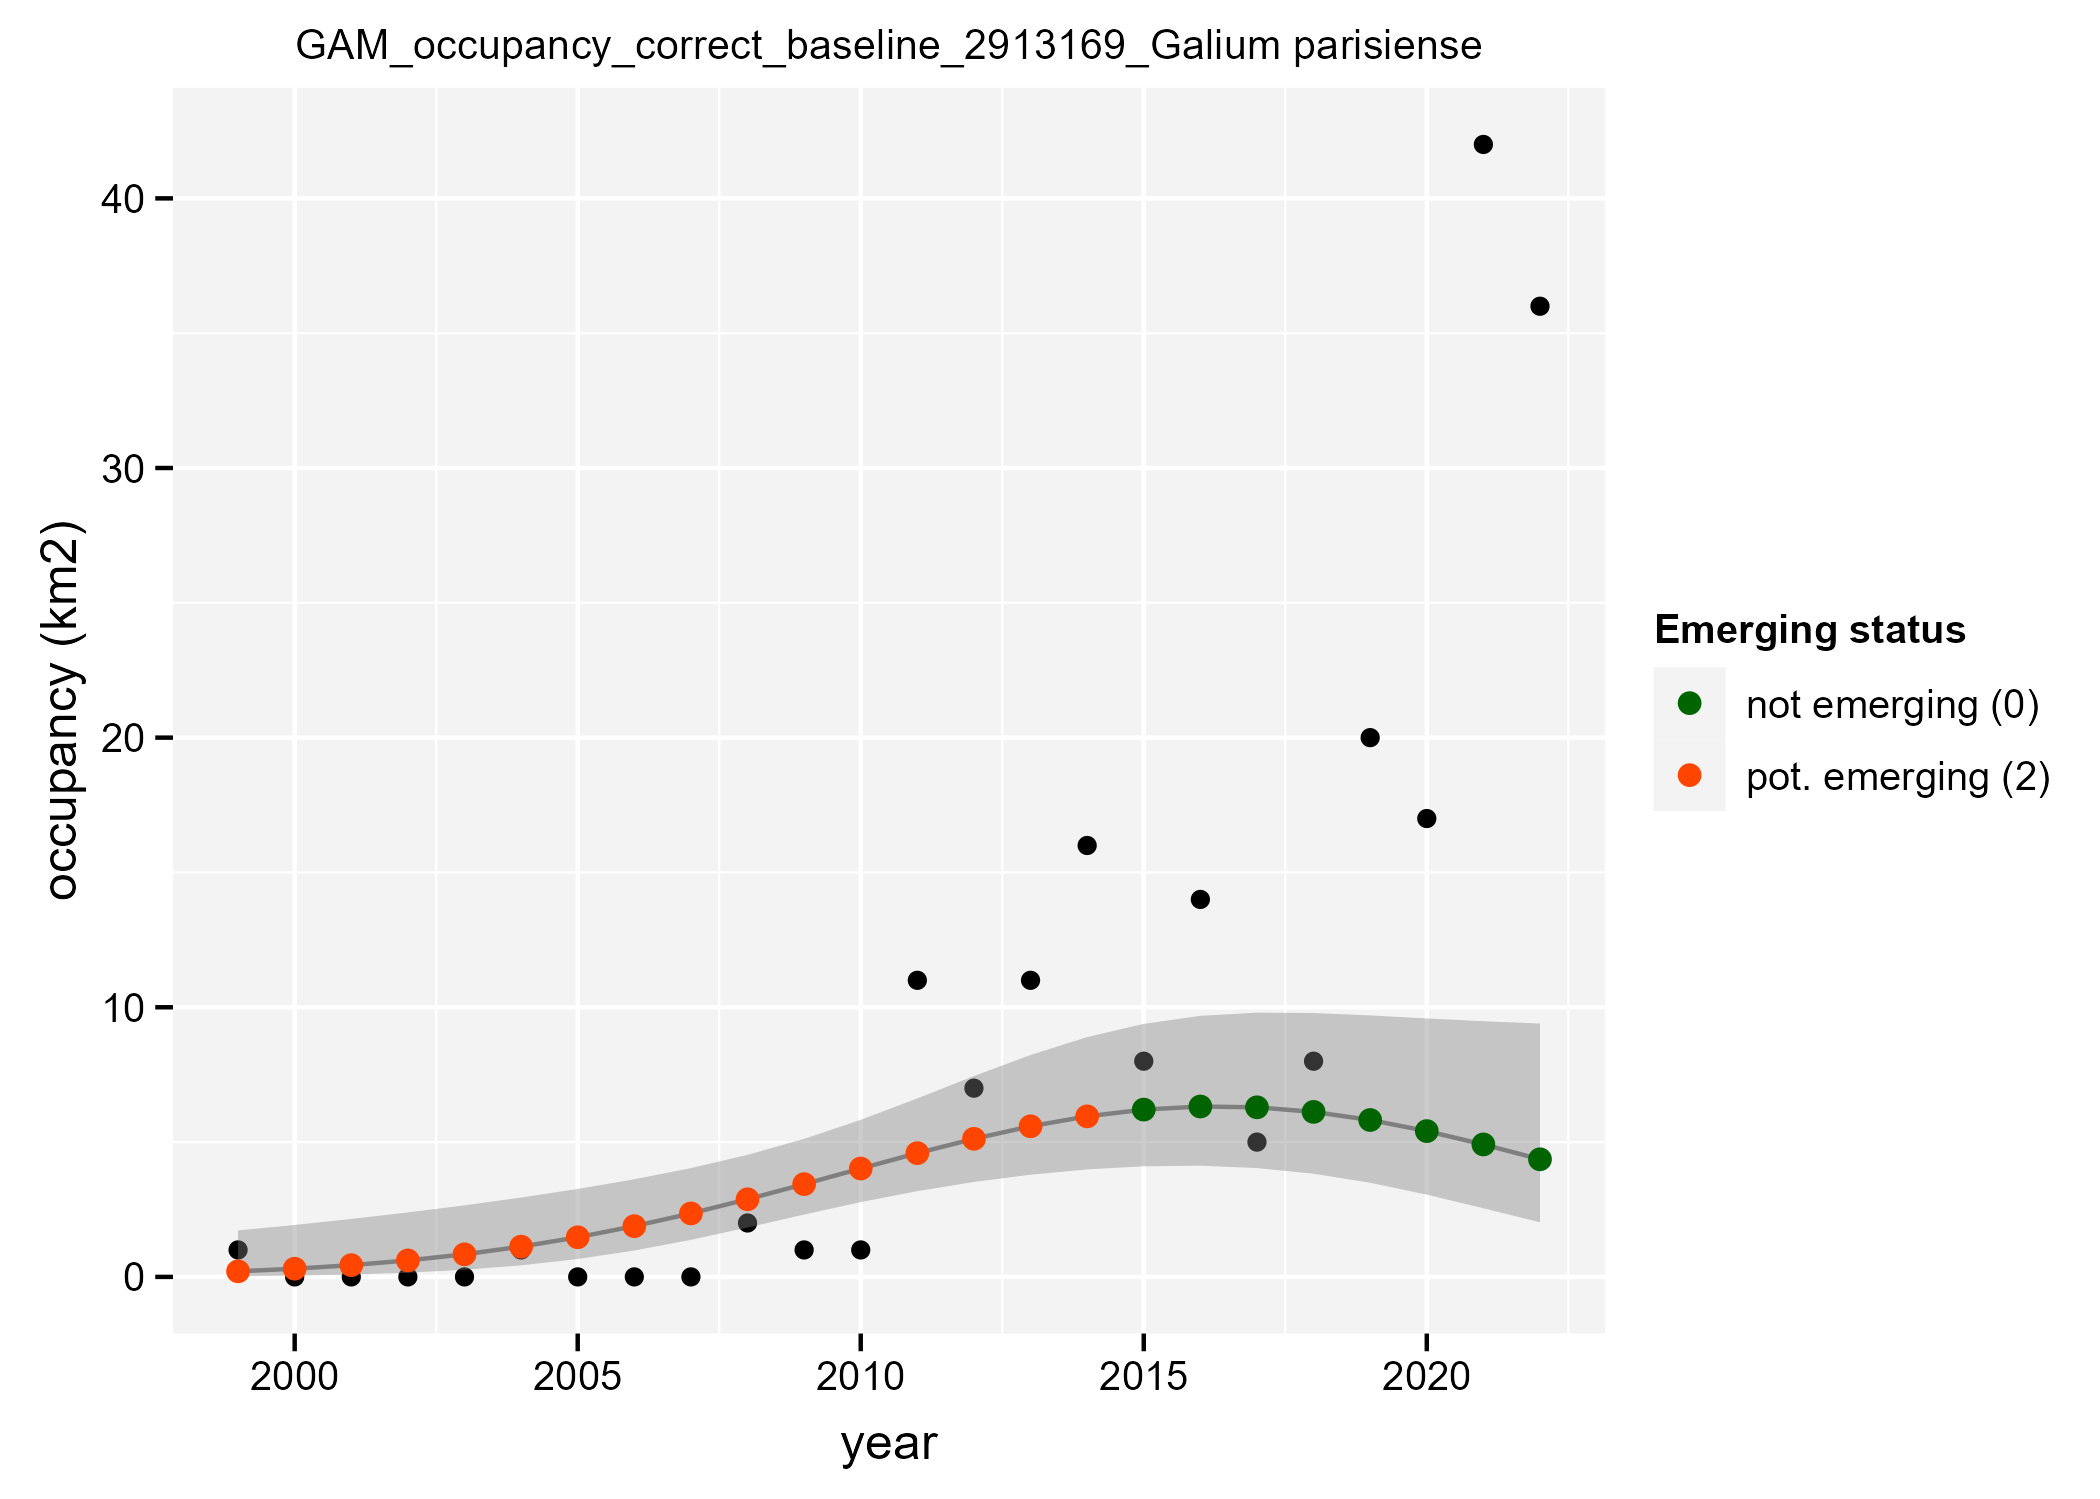 GAM_occupancy_correct_baseline_2913169_Galium parisiense
40
30
20
10
0
occupancy (km2)
2000 2005 2010 2015 2020
year
Emerging status
not emerging (0)
pot. emerging (2)